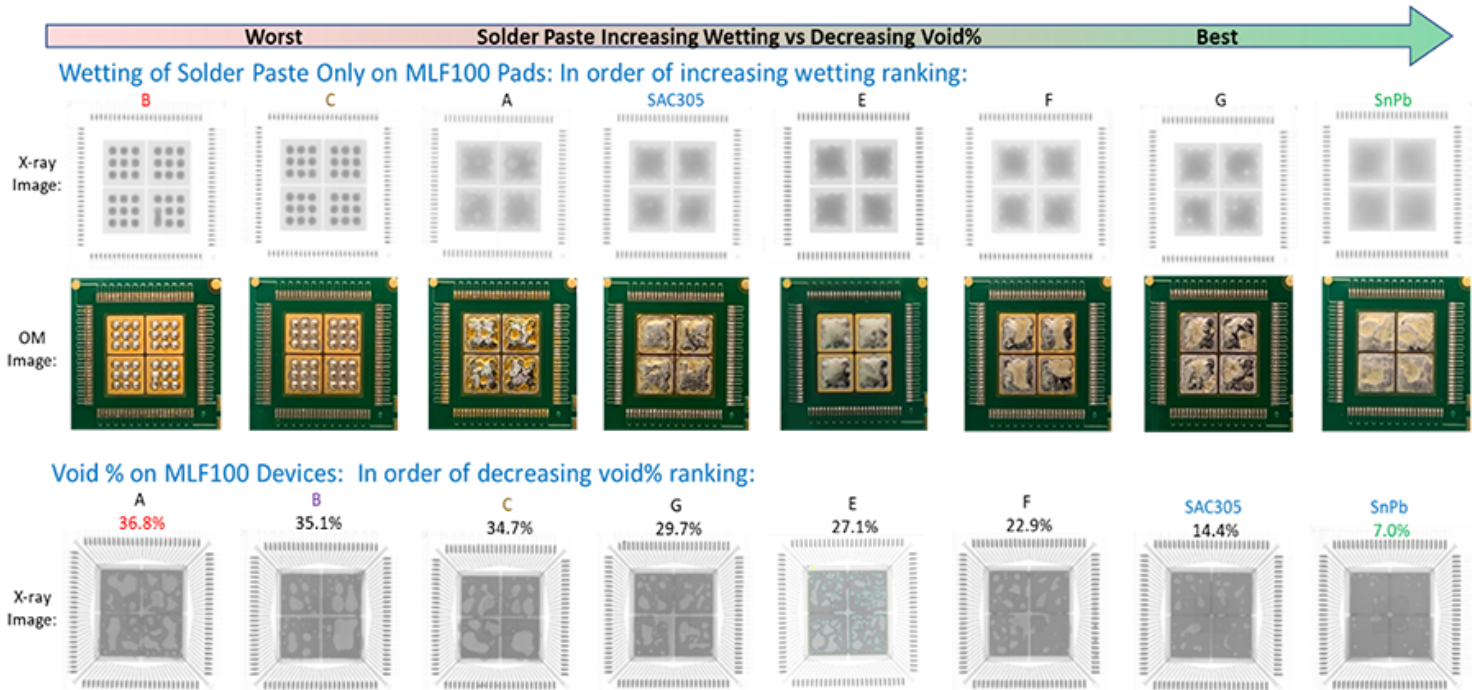 Worst Solder Paste Increasing Wetting vs Decreasing Void% Best
Wetting of Solder Paste Only on MLF100 Pads: In order of increasing wetting ranking:
B C A SAC305 E F G SnPb
X-ray
Image:
OM
Image:
Void % on MLF100 Devices: In order of decreasing void% ranking:
A B C G E F SAC305 SnPb
36.8% 35.1% 34.7% 29.7% 27.1% 22.9% 14.4% 7.0%
X-ray
Image: